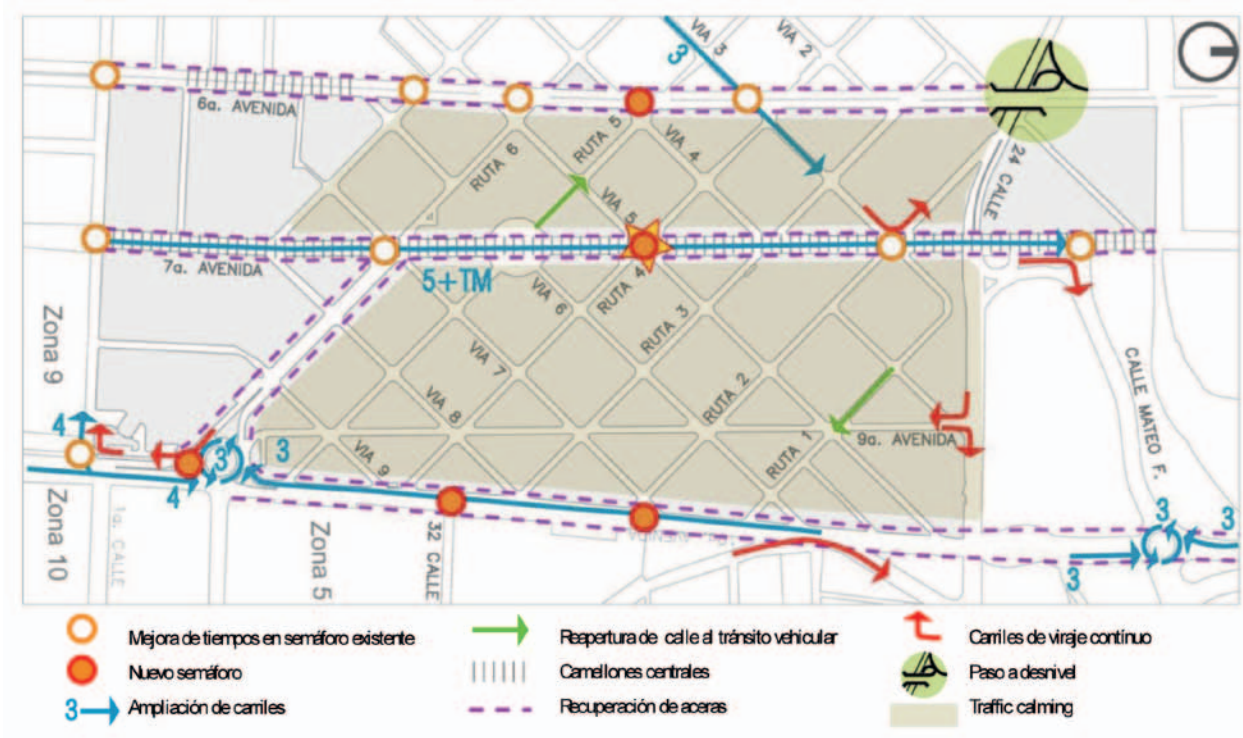 VIA 3
VIA 2
3
6a. AVENIDA
RUTA 5
VIA 4
RUTA 6
24 CALLE
VIA 5
7a. AVENIDA
5+TM
VIA 6
RUTA 4
RUTA 3
Zona 9
VIA 7
CALLE MATEO F.
VIA 8
RUTA 2
4
9a. AVENIDA
3
3
VIA 9
RUTA 1
4
Zona 10
1a. CALLE
Zona 5
32 CALLE
3
3
3
Mejora de tiempos en semáforo existente
Reapertura de calle al tránsito vehicular
Carriles de viraje contínuo
Nuevo semáforo
Camellones centrales
Paso a desnivel
3
Ampliación de carriles
Recuperación de aceras
Traffic calming